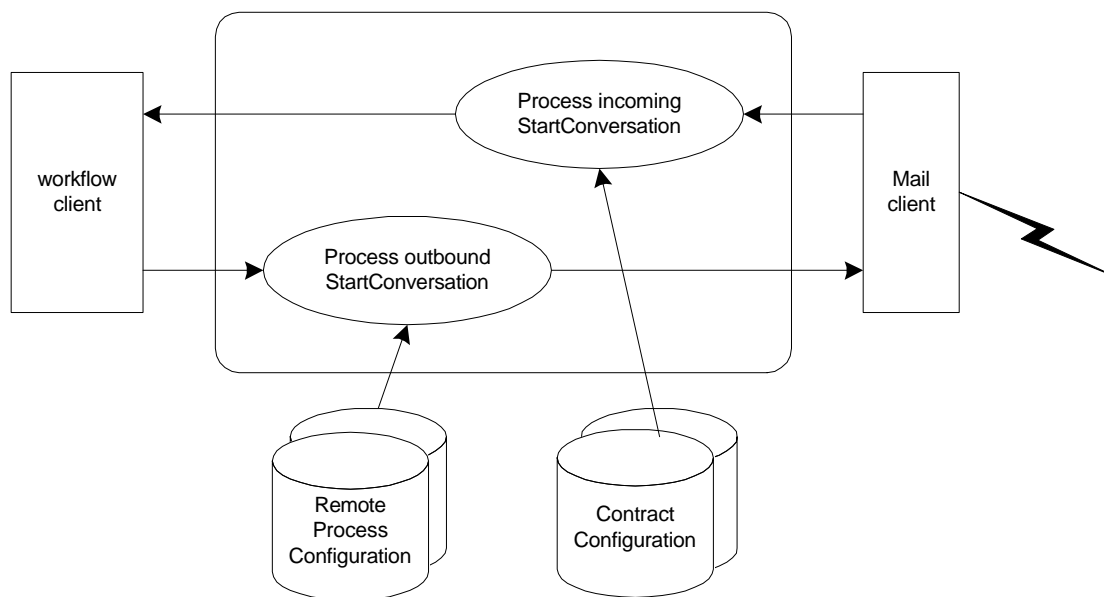 Process incoming
StartConversation
workflow
client
Mail
client
Process outbound
StartConversation
Remote
Process
Configuration
Contract
Configuration